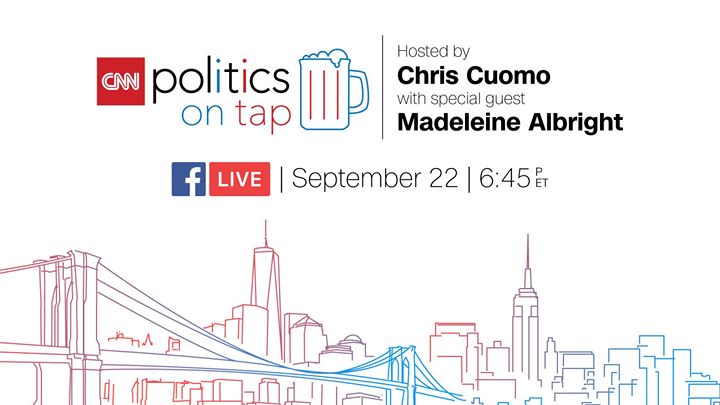 CNN politics
on tap
Hosted by
Chris Cuomo
with special guest
Madeleine Albright
f LIVE | September 22 | 6:45 P ET